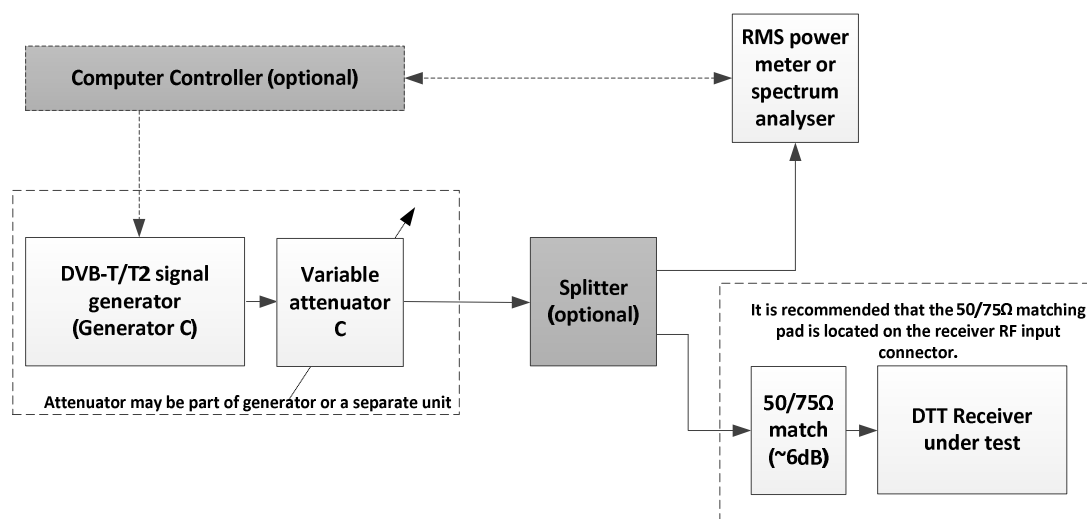 Computer Controller (optional)
RMS power
meter or
spectrum
analyser
DVB-T/T2 signal
generator
(Generator C)
Variable
attenuator
C
Attenuator may be part of generator or a separate unit
Splitter
(optional)
It is recommended that the 50/75Ω matching
pad is located on the receiver RF input
connector.
50/75Ω
match
(~6dB)
DTT Receiver
under test